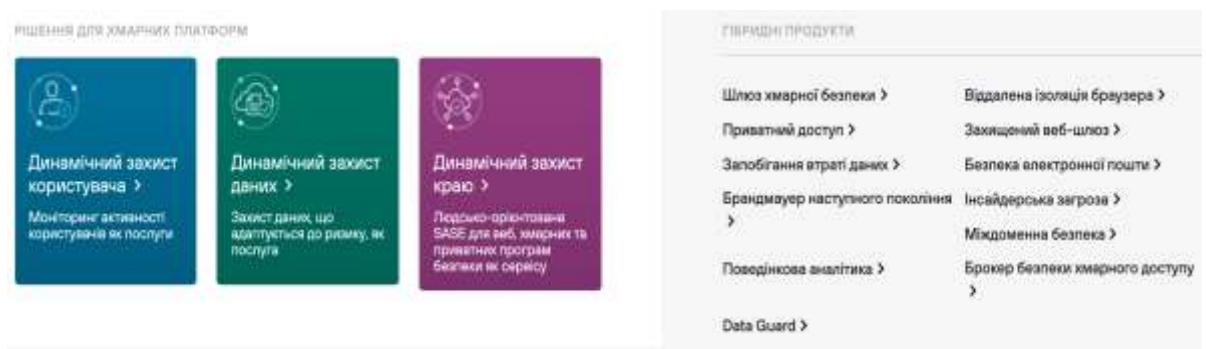 РІШЕННЯ ДЛЯ ХМАРНИХ ПЛАТФОРМ
Динамічний захист
користувача >
Моніторинг активності
користувачів як послуги
Динамічний захист
даних >
Захист даних, що
адаптується до ризику, як
послуга
Динамічний захист
краю >
Людсько-орієнтована
SASE для веб, хмарних та
приватних програм
безпеки як сервісу
ГІБРИДНІ ПРОДУКТИ
Шлюз хмарної безпеки >
Приватний доступ >
Запобігання втраті даних >
Брандмауер наступного покоління
>
Поведінкова аналітика >
Data Guard >
Віддалена ізоляція браузера >
Захищений веб-шлюз >
Безпека електронної пошти >
Інсайдерська загроза >
Міждоменна безпека >
Брокер безпеки хмарного доступу
>